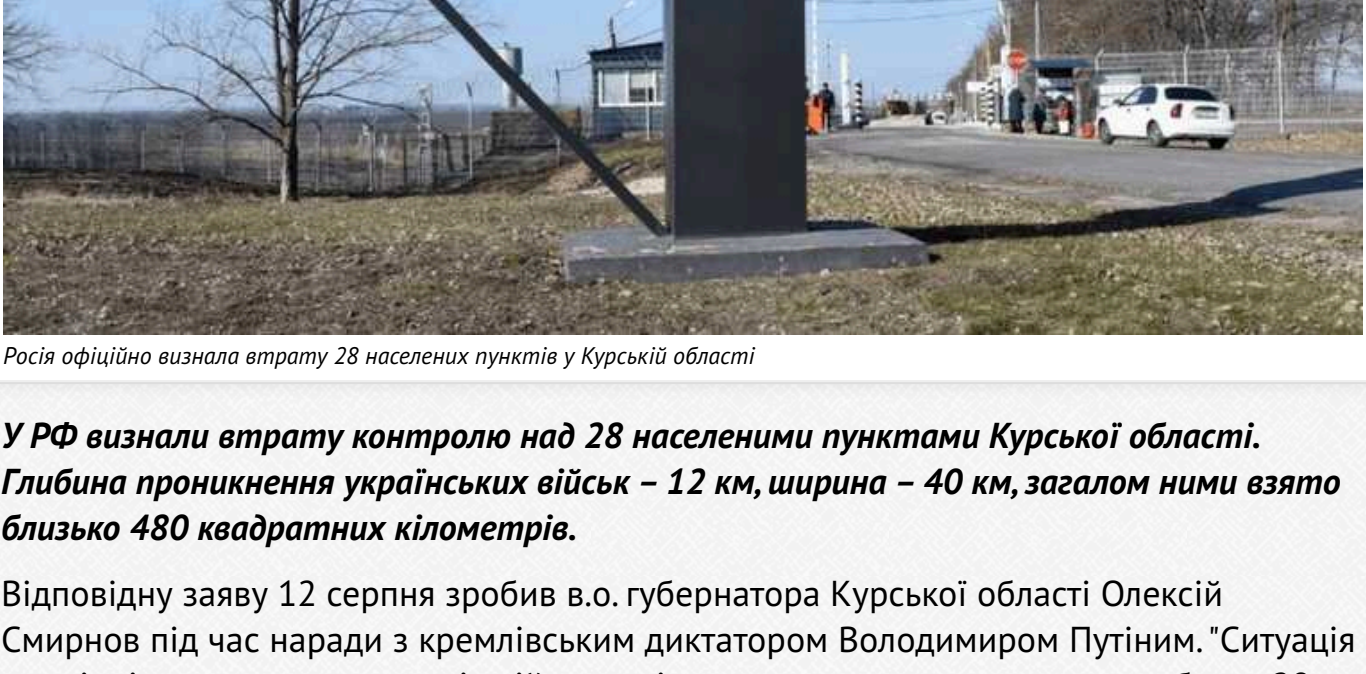 Росія офіційно визнала втрату 28 населених пунктів у Курській області
У РФ визнали втрату контролю над 28 населеними пунктами Курської області.
Глибина проникнення українських військ – 12 км, ширина – 40 км, загалом ними взято
близько 480 квадратних кілометрів.
Відповідну заяву 12 серпня зробив в.о. губернатора Курської області Олексій
Смирнов під час наради з кремлівським диктатором Володимиром Путіним. "Ситуація